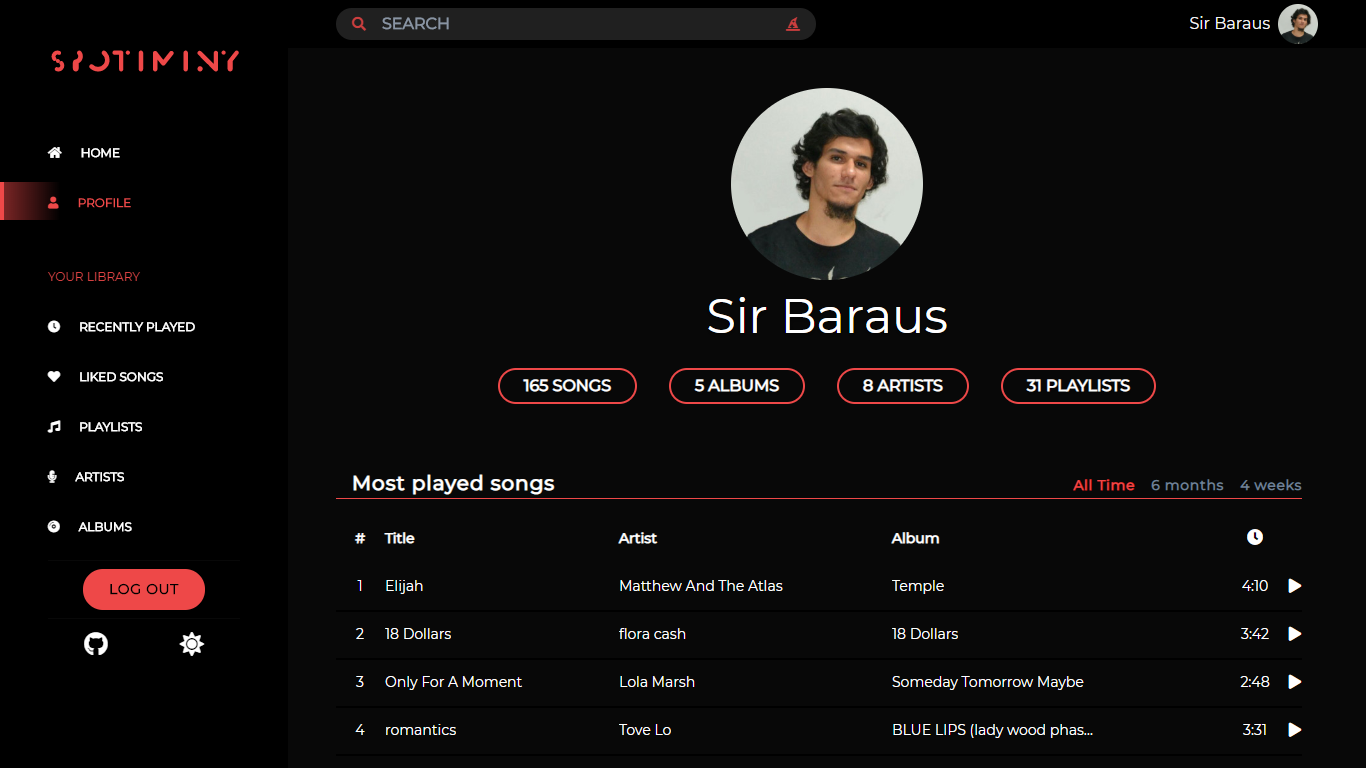 SPOTIMINY
SEARCH
Sir Baraus
HOME
PROFILE
YOUR LIBRARY
RECENTLY PLAYED
LIKED SONGS
PLAYLISTS
ARTISTS
ALBUMS
LOG OUT
Sir Baraus
165 SONGS 5 ALBUMS 8 ARTISTS 31 PLAYLISTS
Most played songs All Time 6 months 4 weeks
# Title Artist Album
1 Elijah Matthew And The Atlas Temple 4:10
2 18 Dollars flora cash 18 Dollars 3:42
3 Only For A Moment Lola Marsh Someday Tomorrow Maybe 2:48
4 romantics Tove Lo BLUE LIPS (lady wood phas... 3:31